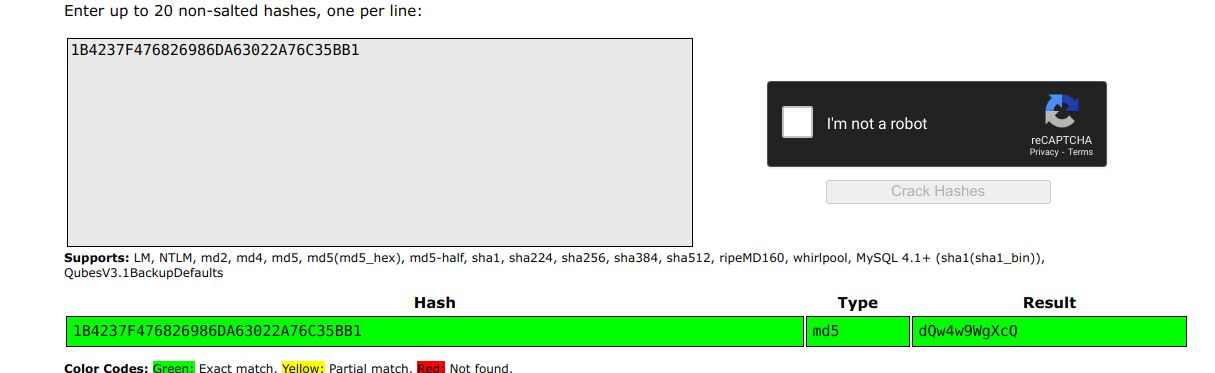 Enter up to 20 non-salted hashes, one per line:
1B4237F476826986DA63022A76C35BB1
I'm not a robot
reCAPTCHA
Privacy - Terms
Crack Hashes
Supports: LM, NTLM, md2, md4, md5, md5(md5_hex), md5-half, sha1, sha224, sha256, sha384, sha512, ripeMD160, whirlpool, MySQL 4.1+ (sha1(sha1_bin)),
QubesV3.1BackupDefaults
Hash Type Result
1B4237F476826986DA63022A76C35BB1 md5 dQw4w9WgXcQ
Color Codes: Green: Exact match, Yellow: Partial match, Red: Not found.